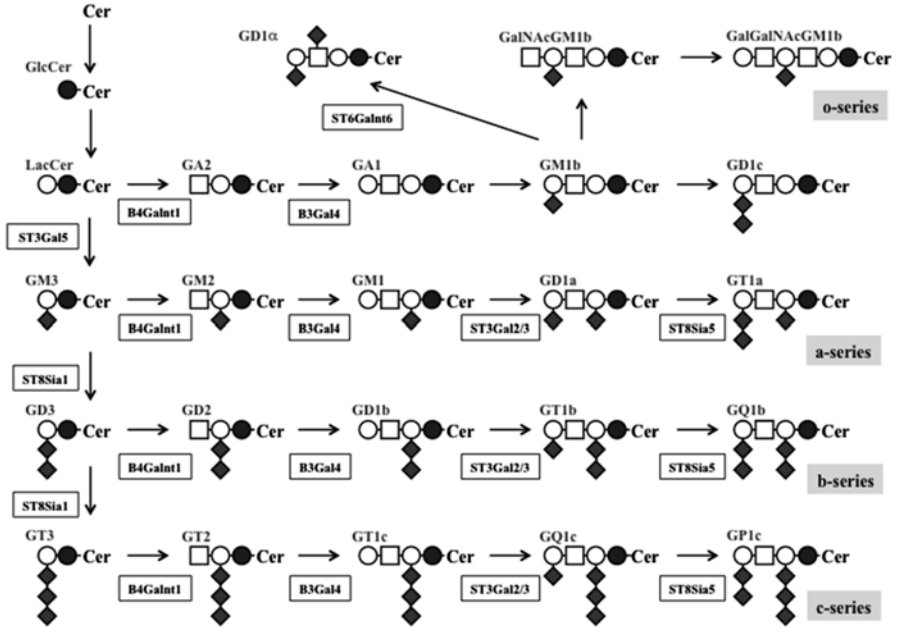 Cer
GD1α
GalNAcGM1b
GalGalNAcGM1b
GlcCer
Cer
Cer
Cer
Cer
ST6Galnt6
o-series
LacCer
GA2
GA1
GM1b
GD1c
Cer
Cer
Cer
Cer
Cer
B4Galnt1
B3Gal4
ST3Gal5
GM3
GM2
GM1
GD1a
GT1a
Cer
Cer
Cer
Cer
Cer
B4Galnt1
B3Gal4
ST3Gal2/3
ST8Sia5
a-series
ST8Sia1
GD3
GD2
GD1b
GT1b
GQ1b
Cer
Cer
Cer
Cer
Cer
B4Galnt1
B3Gal4
ST3Gal2/3
ST8Sia5
b-series
ST8Sia1
GT3
GT2
GT1c
GQ1c
GP1c
Cer
Cer
Cer
Cer
Cer
B4Galnt1
B3Gal4
ST3Gal2/3
ST8Sia5
c-series